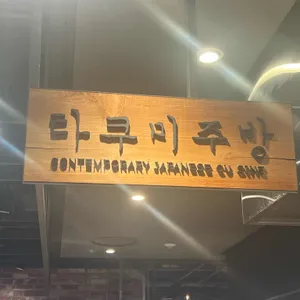 타쿠미주방
CONTEMPORARY JAPANESE CUISINE